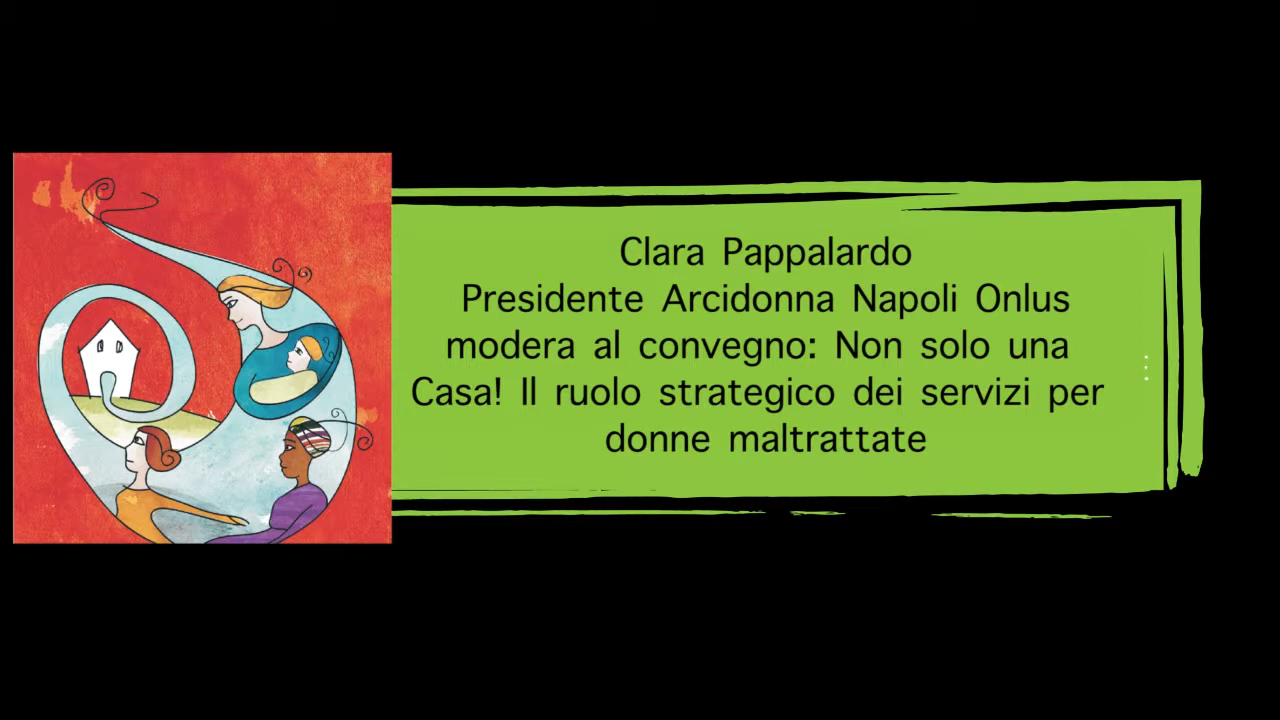 Clara Pappalardo
Presidente Arcidonna Napoli Onlus
modera al convegno: Non solo una
Casa! Il ruolo strategico dei servizi per
donne maltrattate